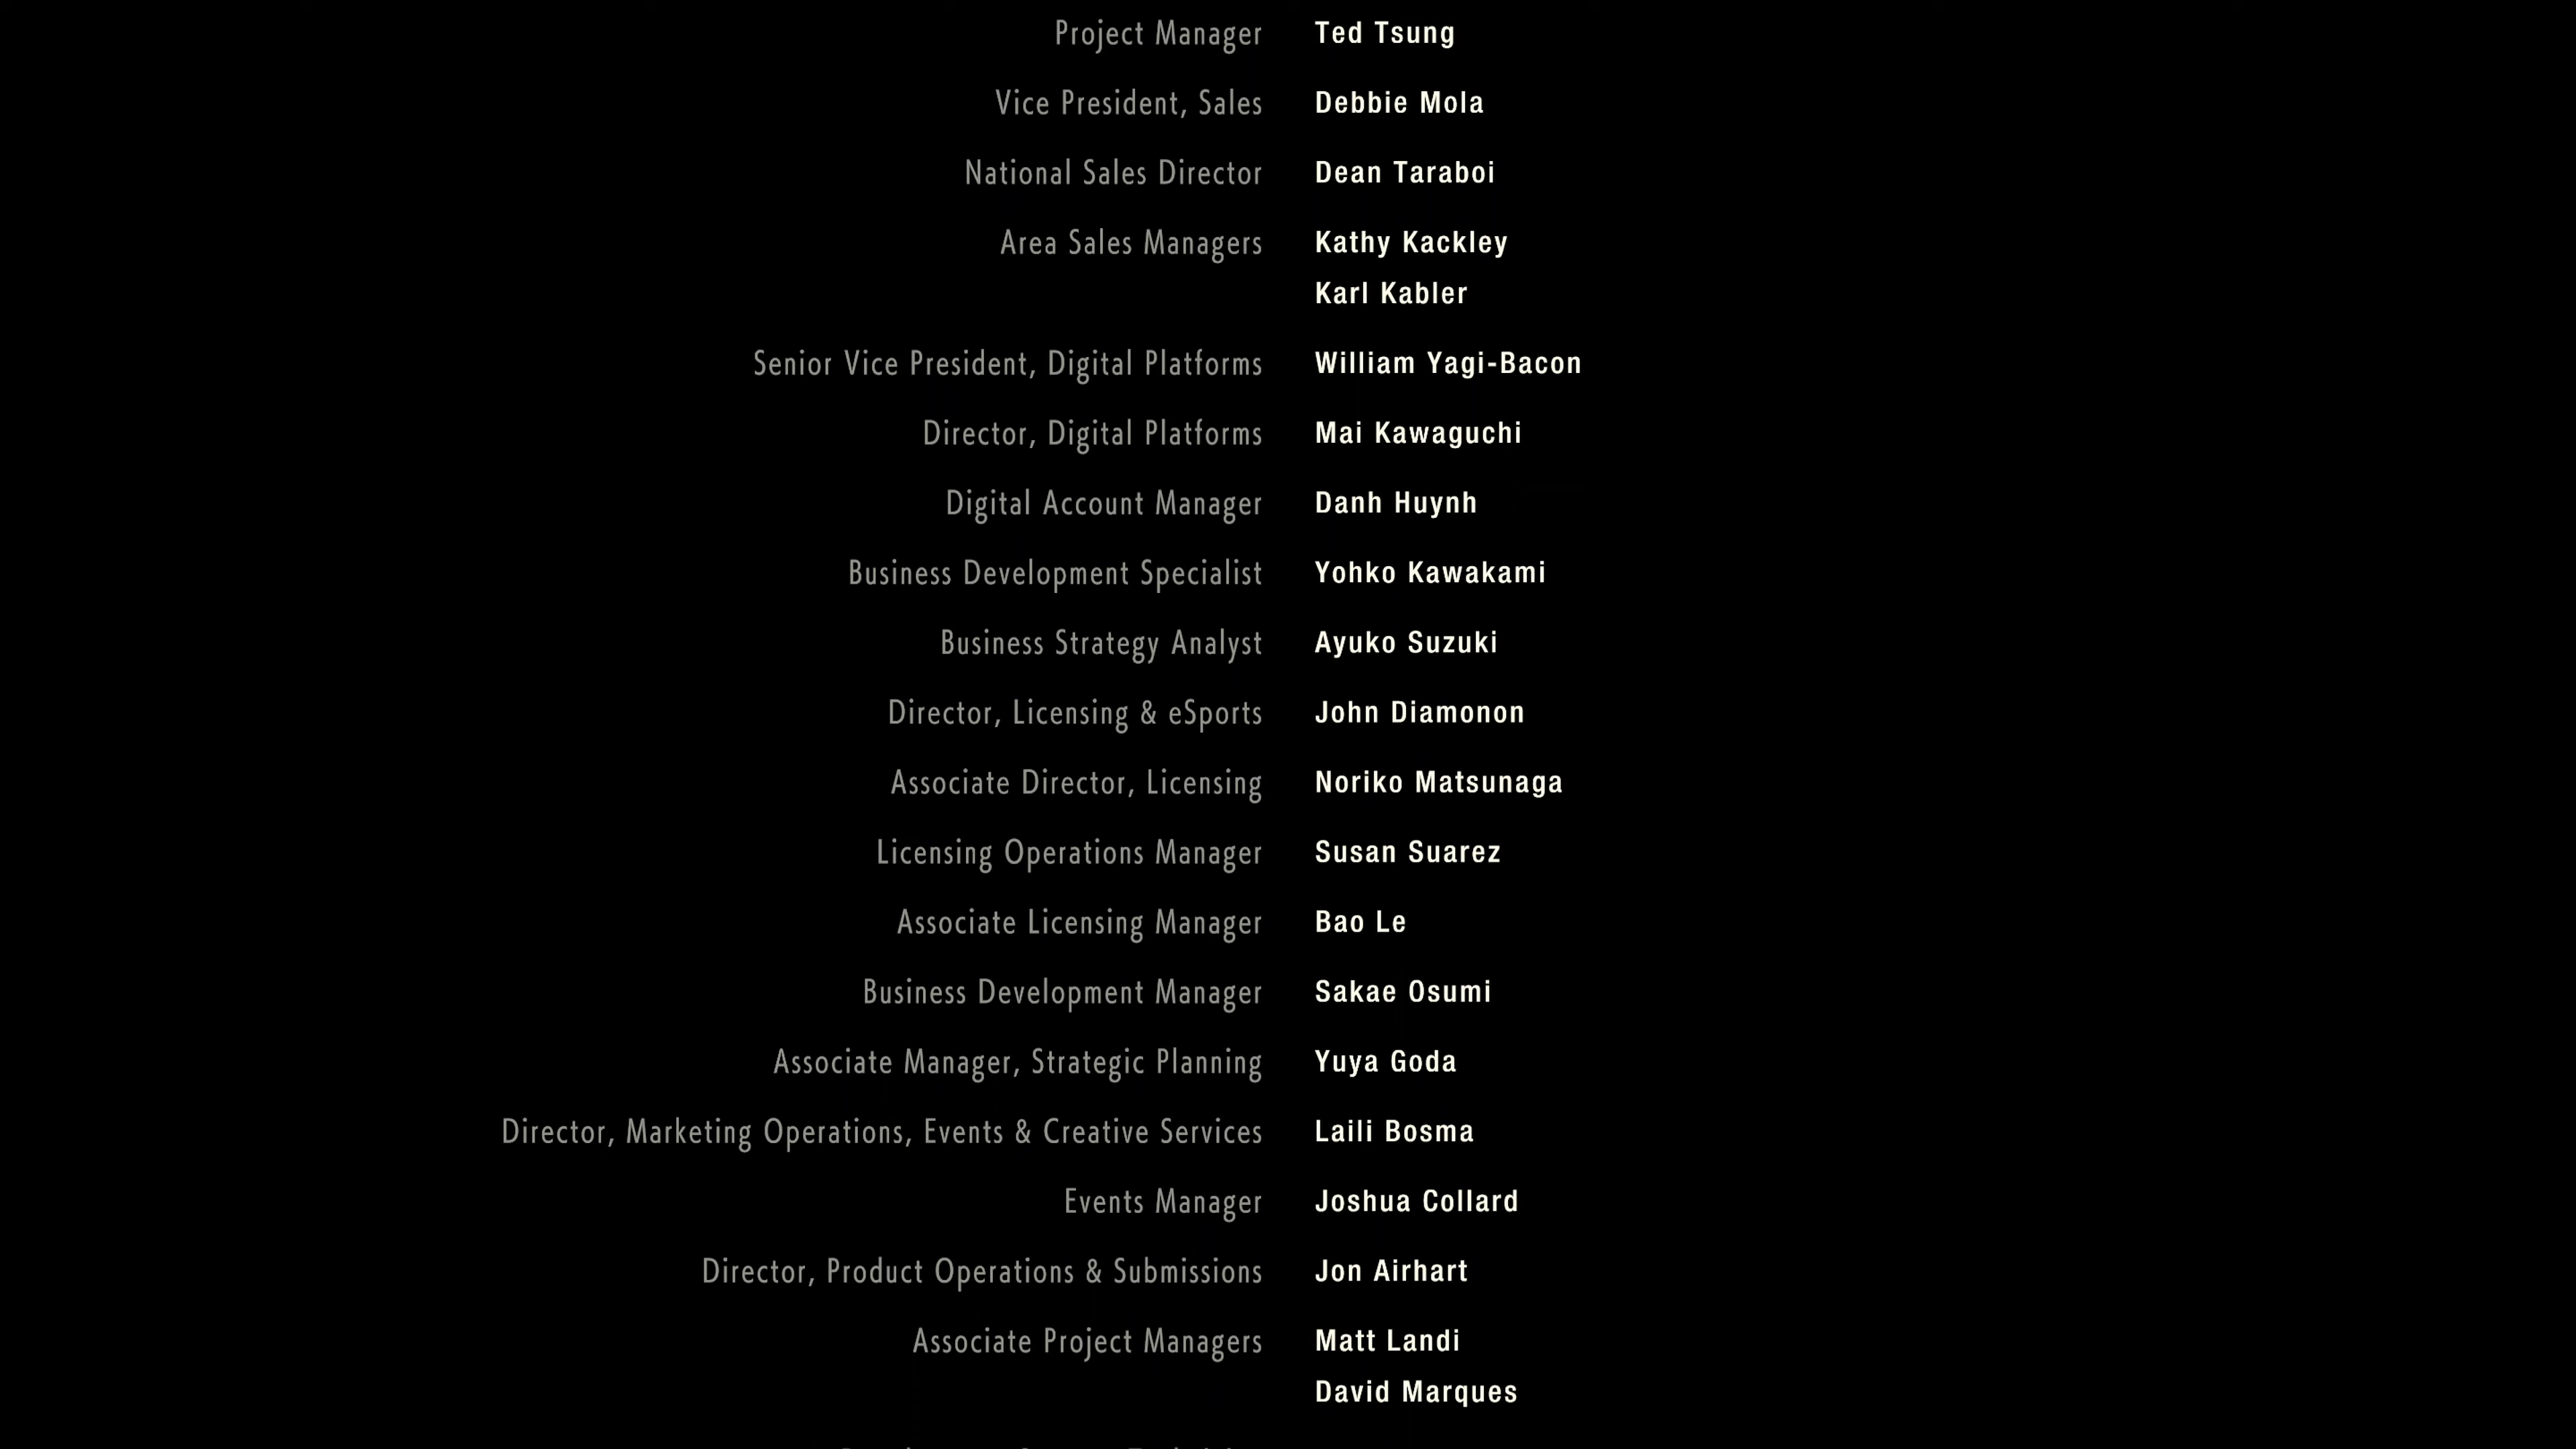 Project Manager Ted Tsung
Vice President, Sales Debbie Mola
National Sales Director Dean Taraboi
Area Sales Managers Kathy Kackley
Karl Kabler
Senior Vice President, Digital Platforms William Yagi-Bacon
Director, Digital Platforms Mai Kawaguchi
Digital Account Manager Danh Huynh
Business Development Specialist Yohko Kawakami
Business Strategy Analyst Ayuko Suzuki
Director, Licensing & eSports John Diamonon
Associate Director, Licensing Noriko Matsunaga
Licensing Operations Manager Susan Suarez
Associate Licensing Manager Bao Le
Business Development Manager Sakae Osumi
Associate Manager, Strategic Planning Yuya Goda
Director, Marketing Operations, Events & Creative Services Laili Bosma
Events Manager Joshua Collard
Director, Product Operations & Submissions Jon Airhart
Associate Project Managers Matt Landi
David Marques